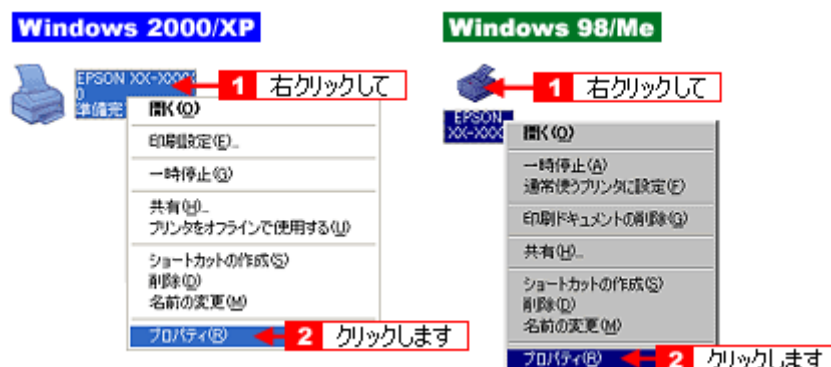 Windows 2000/XP
EPSON XX-XXXX
0
準備完
1 右クリックして
開く(O)
印刷設定(E)...
一時停止(G)
共有(H)...
プリンタをオフラインで使用する(U)
ショートカットの作成(S)
削除(D)
名前の変更(M)
プロパティ(R)
2 クリックします
Windows 98/Me
1 右クリックして
EPSON
XX-XXXX
開く(O)
一時停止(A)
通常使うプリンタに設定(F)
印刷ドキュメントの削除(G)
共有(H)...
ショートカットの作成(S)
削除(D)
名前の変更(M)
プロパティ(R)
2 クリックします